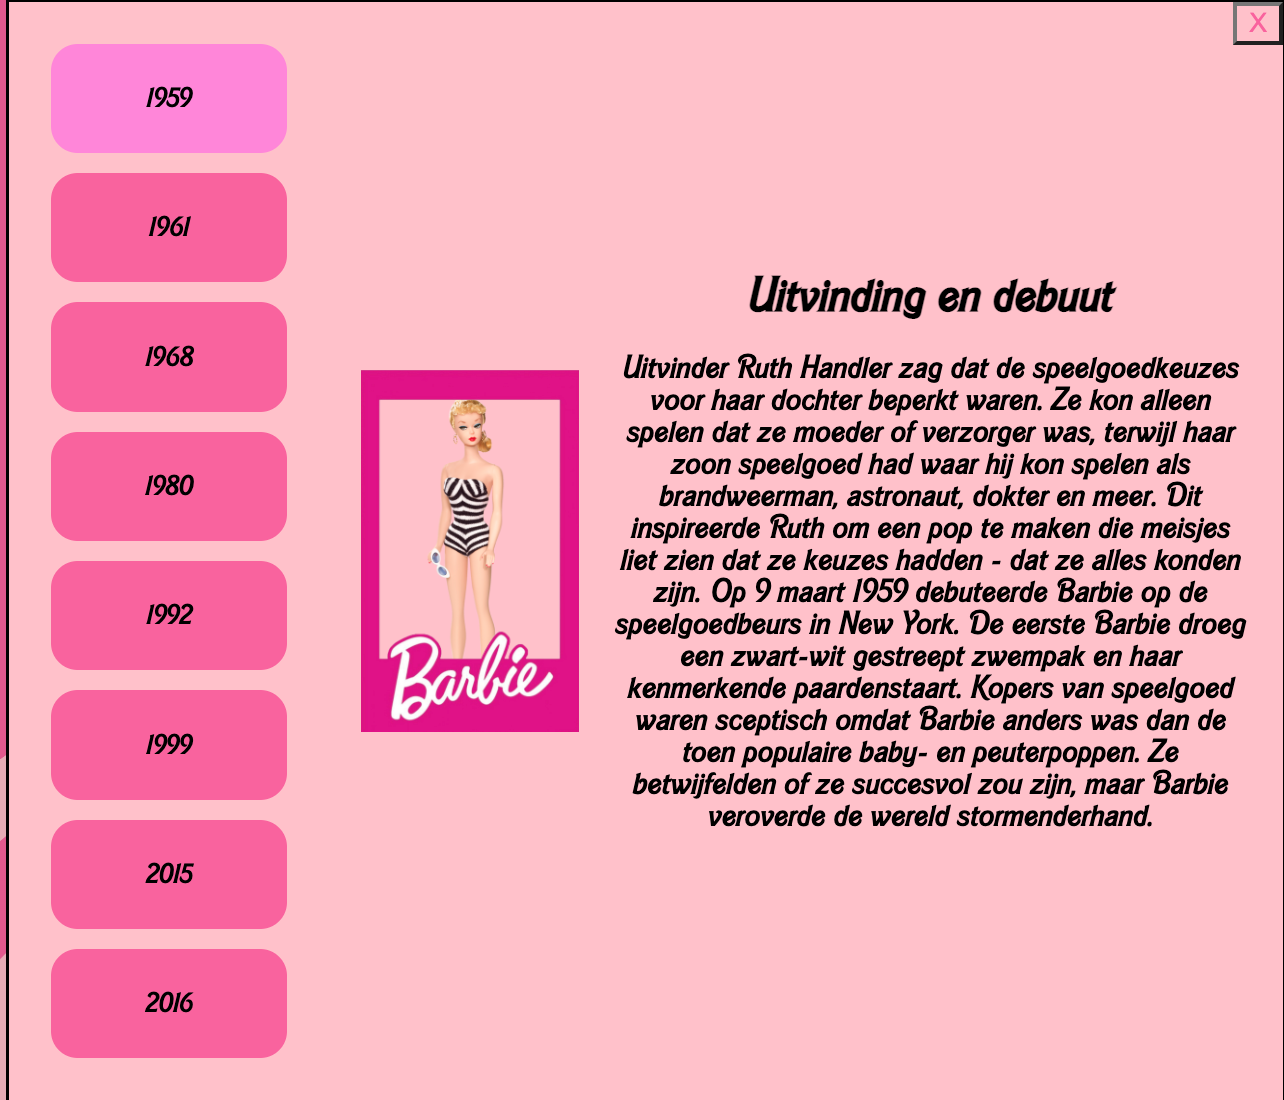 X
1959
1961
1968
1980
1992
1999
2015
2016
Barbie
Uitvinding en debuut
Uitvinder Ruth Handler zag dat de speelgoedkeuzes
voor haar dochter beperkt waren. Ze kon alleen
spelen dat ze moeder of verzorger was, terwijl haar
zoon speelgoed had waar hij kon spelen als
brandweerman, astronaut, dokter en meer. Dit
inspireerde Ruth om een pop te maken die meisjes
liet zien dat ze keuzes hadden - dat ze alles konden
zijn. Op 9 maart 1959 debuteerde Barbie op de
speelgoedbeurs in New York. De eerste Barbie droeg
een zwart-wit gestreept zwempak en haar
kenmerkende paardenstaart. Kopers van speelgoed
waren sceptisch omdat Barbie anders was dan de
toen populaire baby- en peuterpoppen. Ze
betwijfelden of ze succesvol zou zijn, maar Barbie
veroverde de wereld stormenderhand.